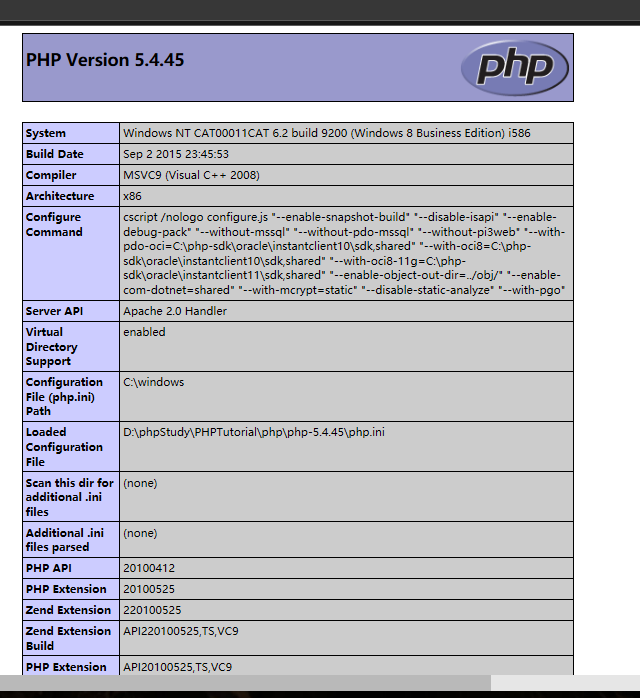 PHP Version 5.4.45
php
System Windows NT CAT00011CAT 6.2 build 9200 (Windows 8 Business Edition) i586
Build Date Sep 2 2015 23:45:53
Compiler MSVC9 (Visual C++ 2008)
Architecture x86
Configure cscript /nologo configure.js "--enable-snapshot-build" "--disable-isapi" "--enable-
Command debug-pack" "--without-mssql" "--without-pdo-mssql" "--without-pi3web" "--with-
pdo-oci=C:\php-sdk\oracle\instantclient10\sdk,shared" "--with-oci8=C:\php-
sdk\oracle\instantclient10\sdk,shared" "--with-oci8-11g=C:\php-
sdk\oracle\instantclient11\sdk,shared" "--enable-object-out-dir=../obj/" "--enable-
com-dotnet=shared" "--with-mcrypt=static" "--disable-static-analyze" "--with-pgo"
Server API Apache 2.0 Handler
Virtual enabled
Directory
Support
Configuration C:\windows
File (php.ini)
Path
Loaded D:\phpStudy\PHPTutorial\php\php-5.4.45\php.ini
Configuration
File
Scan this dir for (none)
additional .ini
files
Additional .ini (none)
files parsed
PHP API 20100412
PHP Extension 20100525
Zend Extension 220100525
Zend Extension API220100525,TS,VC9
Build
PHP Extension API20100525,TS,VC9